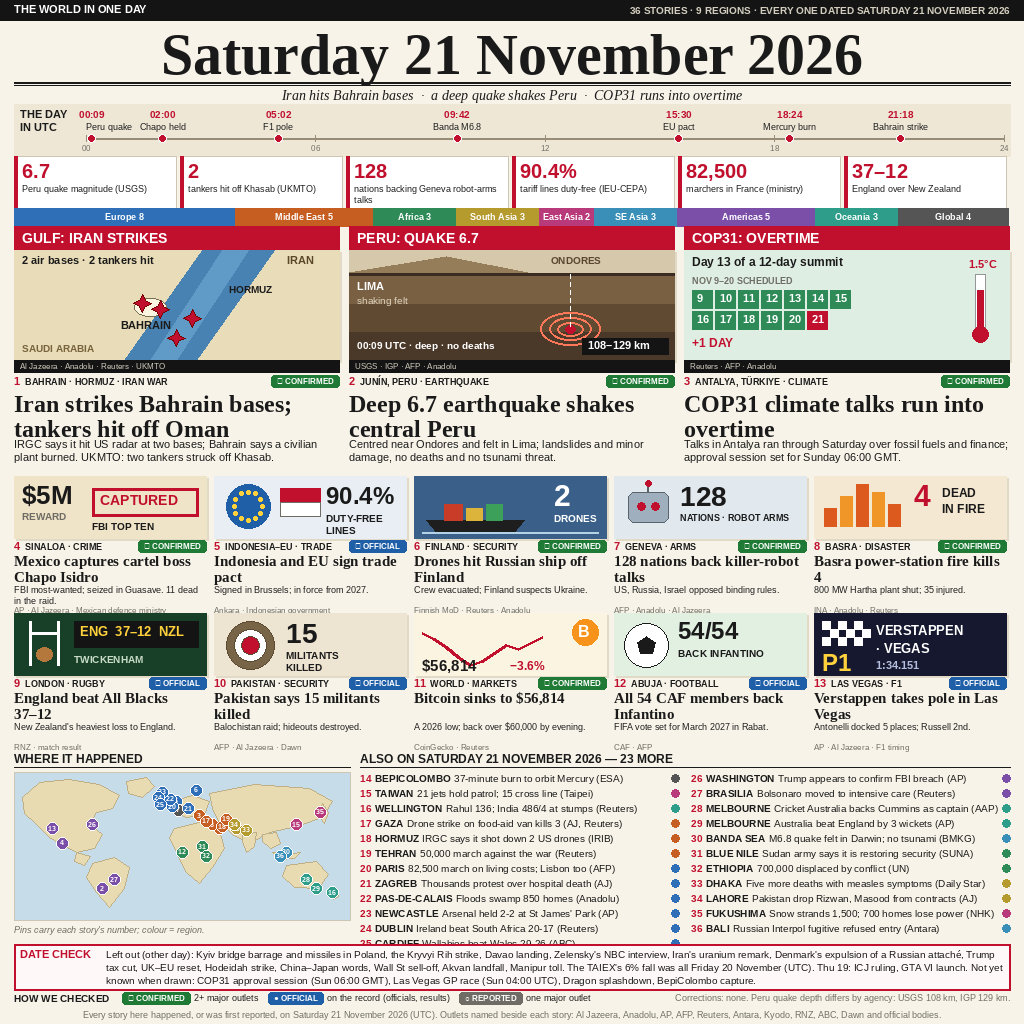 THE WORLD IN ONE DAY
36 STORIES · 9 REGIONS · EVERY ONE DATED SATURDAY 21 NOVEMBER 2026
Saturday 21 November 2026
Iran hits Bahrain bases · a deep quake shakes Peru · COP31 runs into overtime
THE DAY IN UTC
00:09 Peru quake
02:00 Chapo held
05:02 F1 pole
09:42 Banda M6.8
15:30 EU pact
18:24 Mercury burn
21:18 Bahrain strike
00 06 12 18 24
6.7
Peru quake magnitude (USGS)
2
tankers hit off Khasab (UKMTO)
128
nations backing Geneva robot-arms talks
90.4%
tariff lines duty-free (IEU-CEPA)
82,500
marchers in France (ministry)
37–12
England over New Zealand
Europe 8
Middle East 5
Africa 3
South Asia 3
East Asia 2
SE Asia 3
Americas 5
Oceania 3
Global 4
GULF: IRAN STRIKES
2 air bases · 2 tankers hit
IRAN
HORMUZ
BAHRAIN
SAUDI ARABIA
Al Jazeera · Anadolu · Reuters · UKMTO
1 BAHRAIN · HORMUZ · IRAN WAR
CONFIRMED
Iran strikes Bahrain bases;
tankers hit off Oman
IRGC says it hit US radar at two bases; Bahrain says a civilian
plant burned. UKMTO: two tankers struck off Khasab.
PERU: QUAKE 6.7
ONDORES
LIMA
shaking felt
00:09 UTC · deep · no deaths
108–129 km
USGS · IGP · AFP · Anadolu
2 JUNÍN, PERU · EARTHQUAKE
CONFIRMED
Deep 6.7 earthquake shakes
central Peru
Centred near Ondores and felt in Lima; landslides and minor
damage, no deaths and no tsunami threat.
COP31: OVERTIME
Day 13 of a 12-day summit
NOV 9–20 SCHEDULED
1.5°C
9 10 11 12 13 14 15
16 17 18 19 20 21
+1 DAY
Reuters · AFP · Anadolu
3 ANTALYA, TÜRKIYE · CLIMATE
CONFIRMED
COP31 climate talks run into
overtime
Talks in Antalya ran through Saturday over fossil fuels and finance;
approval session set for Sunday 06:00 GMT.
$5M
REWARD
CAPTURED
FBI TOP TEN
4 SINALOA · CRIME
CONFIRMED
Mexico captures cartel boss
Chapo Isidro
FBI most-wanted; seized in Guasave. 11 dead
in the raid.
AP · Al Jazeera · Mexican defence ministry
90.4%
DUTY-FREE
LINES
5 INDONESIA–EU · TRADE
OFFICIAL
Indonesia and EU sign trade
pact
Signed in Brussels; in force from 2027.
Ankara · Indonesian government
2
DRONES
6 FINLAND · SECURITY
CONFIRMED
Drones hit Russian ship off
Finland
Crew evacuated; Finland suspects Ukraine.
Finnish MoD · Reuters · Anadolu
128
NATIONS · ROBOT ARMS
7 GENEVA · ARMS
CONFIRMED
128 nations back killer-robot
talks
US, Russia, Israel opposed binding rules.
AFP · Anadolu · Al Jazeera
4
DEAD
IN FIRE
8 BASRA · DISASTER
CONFIRMED
Basra power-station fire kills
4
800 MW Hartha plant shut; 35 injured.
INA · Anadolu · Reuters
ENG 37–12 NZL
TWICKENHAM
9 LONDON · RUGBY
OFFICIAL
England beat All Blacks
37–12
New Zealand's heaviest loss to England.
RNZ · match result
15
MILITANTS
KILLED
10 PAKISTAN · SECURITY
OFFICIAL
Pakistan says 15 militants
killed
Balochistan raid; hideouts destroyed.
AFP · Al Jazeera · Dawn
B
$56,814
−3.6%
11 WORLD · MARKETS
CONFIRMED
Bitcoin sinks to $56,814
A 2026 low; back over $60,000 by evening.
CoinGecko · Reuters
54/54
BACK INFANTINO
12 ABUJA · FOOTBALL
OFFICIAL
All 54 CAF members back
Infantino
FIFA vote set for March 2027 in Rabat.
CAF · AFP
VERSTAPPEN
· VEGAS
P1
1:34.151
13 LAS VEGAS · F1
OFFICIAL
Verstappen takes pole in Las
Vegas
Antonelli docked 5 places; Russell 2nd.
AP · Al Jazeera · F1 timing
WHERE IT HAPPENED
Pins carry each story's number; colour = region.
ALSO ON SATURDAY 21 NOVEMBER 2026 — 23 MORE
14 BEPICOLOMBO 37-minute burn to orbit Mercury (ESA)
15 TAIWAN 21 jets hold patrol; 15 cross line (Taipei)
16 WELLINGTON Rahul 136; India 486/4 at stumps (Reuters)
17 GAZA Drone strike on food-aid van kills 3 (AJ, Reuters)
18 HORMUZ IRGC says it shot down 2 US drones (IRIB)
19 TEHRAN 50,000 march against the war (Reuters)
20 PARIS 82,500 march on living costs; Lisbon too (AFP)
21 ZAGREB Thousands protest over hospital death (AJ)
22 PAS-DE-CALAIS Floods swamp 850 homes (Anadolu)
23 NEWCASTLE Arsenal held 2-2 at St James' Park (AP)
24 DUBLIN Ireland beat South Africa 20-17 (Reuters)
25 CARDIFF Wallabies beat Wales 29-26 (ABC)
26 WASHINGTON Trump appears to confirm FBI breach (AP)
27 BRASILIA Bolsonaro moved to intensive care (Reuters)
28 MELBOURNE Cricket Australia backs Cummins as captain (AAP)
29 MELBOURNE Australia beat England by 3 wickets (AP)
30 BANDA SEA M6.8 quake felt in Darwin; no tsunami (BMKG)
31 BLUE NILE Sudan army says it is restoring security (SUNA)
32 ETHIOPIA 700,000 displaced by conflict (UN)
33 DHAKA Five more deaths with measles symptoms (Daily Star)
34 LAHORE Pakistan drop Rizwan, Masood from contracts (AJ)
35 FUKUSHIMA Snow strands 1,500; 700 homes lose power (NHK)
36 BALI Russian Interpol fugitive refused entry (Antara)
DATE CHECK
Left out (other day): Kyiv bridge barrage and missiles in Poland, the Kryvyi Rih strike, Davao landing, Zelensky's NBC interview, Iran's uranium remark, Denmark's expulsion of a Russian attaché, Trump
tax cut, UK–EU reset, Hodeidah strike, China–Japan words, Wall St sell-off, Akvan landfall, Manipur toll. The TAIEX's 6% fall was all Friday 20 November (UTC). Thu 19: ICJ ruling, GTA VI launch. Not yet
known when drawn: COP31 approval session (Sun 06:00 GMT), Las Vegas GP race (Sun 04:00 UTC), Dragon splashdown, BepiColombo capture.
HOW WE CHECKED
CONFIRMED 2+ major outlets
OFFICIAL on the record (officials, results)
REPORTED one major outlet
Corrections: none. Peru quake depth differs by agency: USGS 108 km, IGP 129 km.
Every story here happened, or was first reported, on Saturday 21 November 2026 (UTC). Outlets named beside each story: Al Jazeera, Anadolu, AP, AFP, Reuters, Antara, Kyodo, RNZ, ABC, Dawn and official bodies.